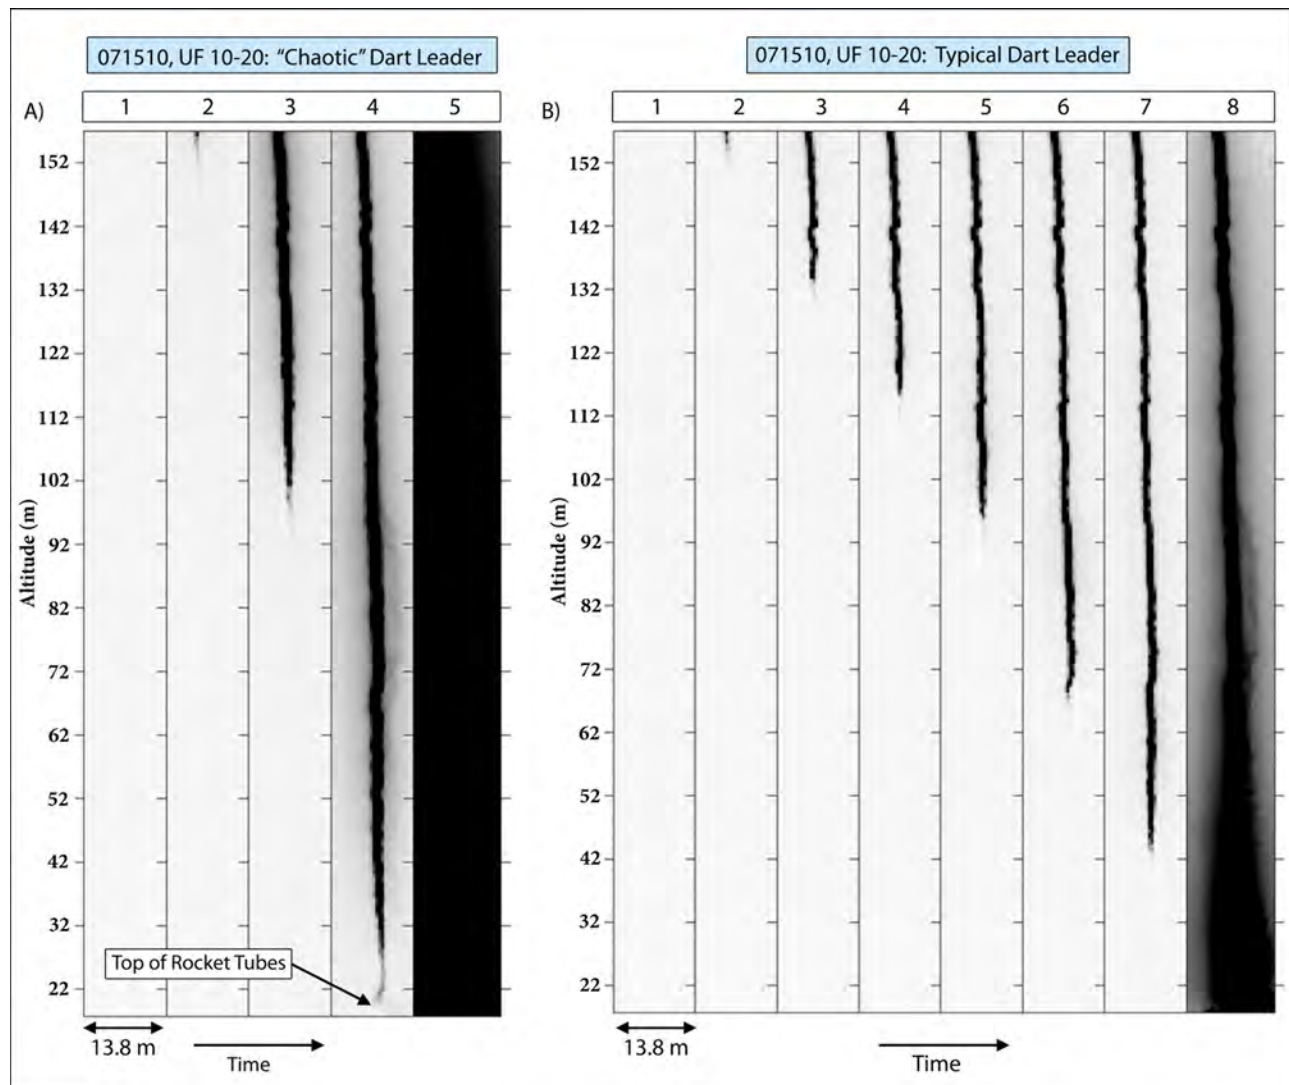 071510, UF 10-20: “Chaotic” Dart Leader
A)
1 2 3 4 5
152
142
132
122
112
102
92
82
72
62
52
42
32
22
Altitude (m)
Top of Rocket Tubes
13.8 m
Time
071510, UF 10-20: Typical Dart Leader
B)
1 2 3 4 5 6 7 8
152
142
132
122
112
102
92
82
72
62
52
42
32
22
Altitude (m)
13.8 m
Time